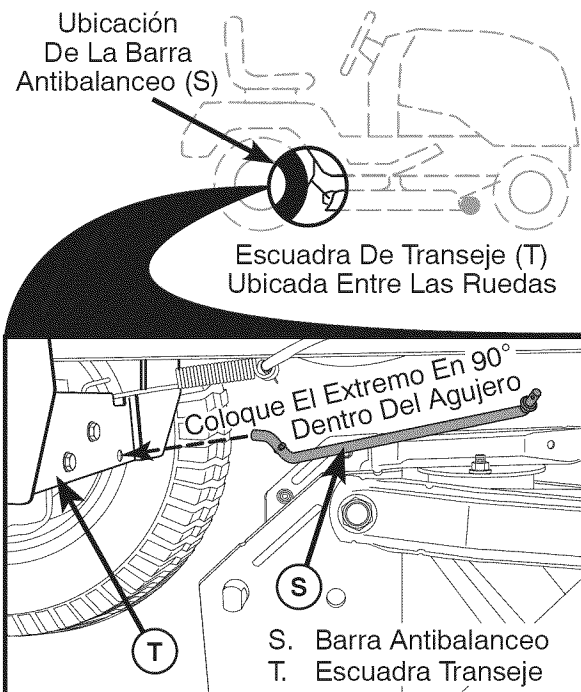 Ubicación
De La Barra
Antibalanceo (S)
Escuadra De Transeje (T)
Ubicada Entre Las Ruedas
Coloque El Extremo En 90°
Dentro Del Agujero
S
T
S. Barra Antibalanceo
T. Escuadra Transeje